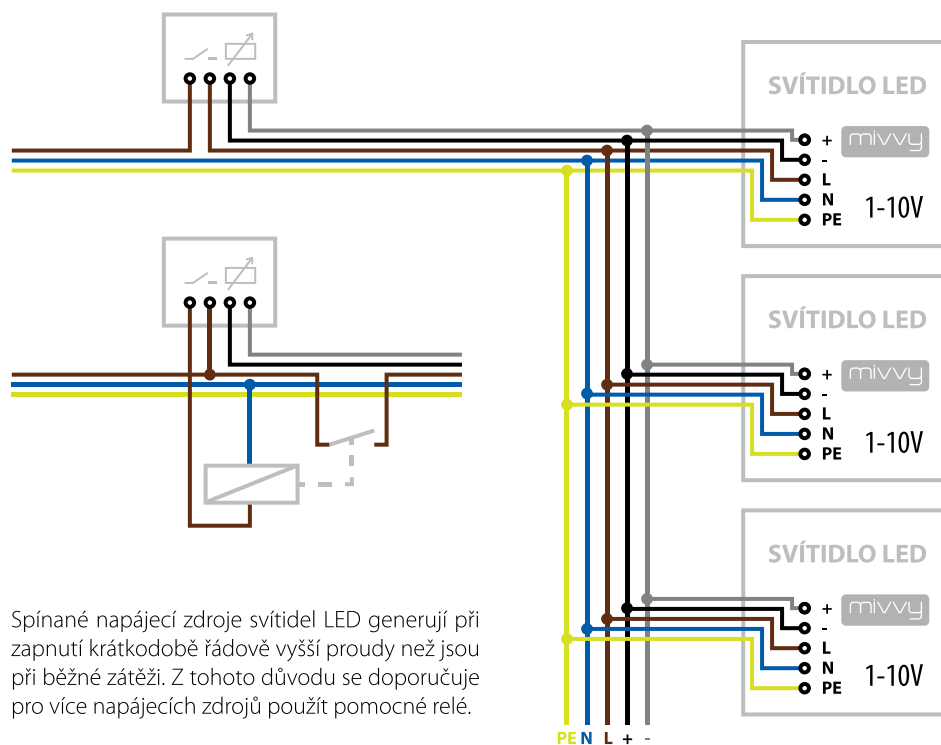 SVÍTIDLO LED
+ mivvy
-
L
N 1-10V
PE
SVÍTIDLO LED
+ mivvy
-
L
N 1-10V
PE
SVÍTIDLO LED
+ mivvy
-
L
N 1-10V
PE
Spínané napájecí zdroje svítidel LED generují při
zapnutí krátkodobě řádově vyšší proudy než jsou
při běžné zátěži. Z tohoto důvodu se doporučuje
pro více napájecích zdrojů použít pomocné relé.
PE N L + -